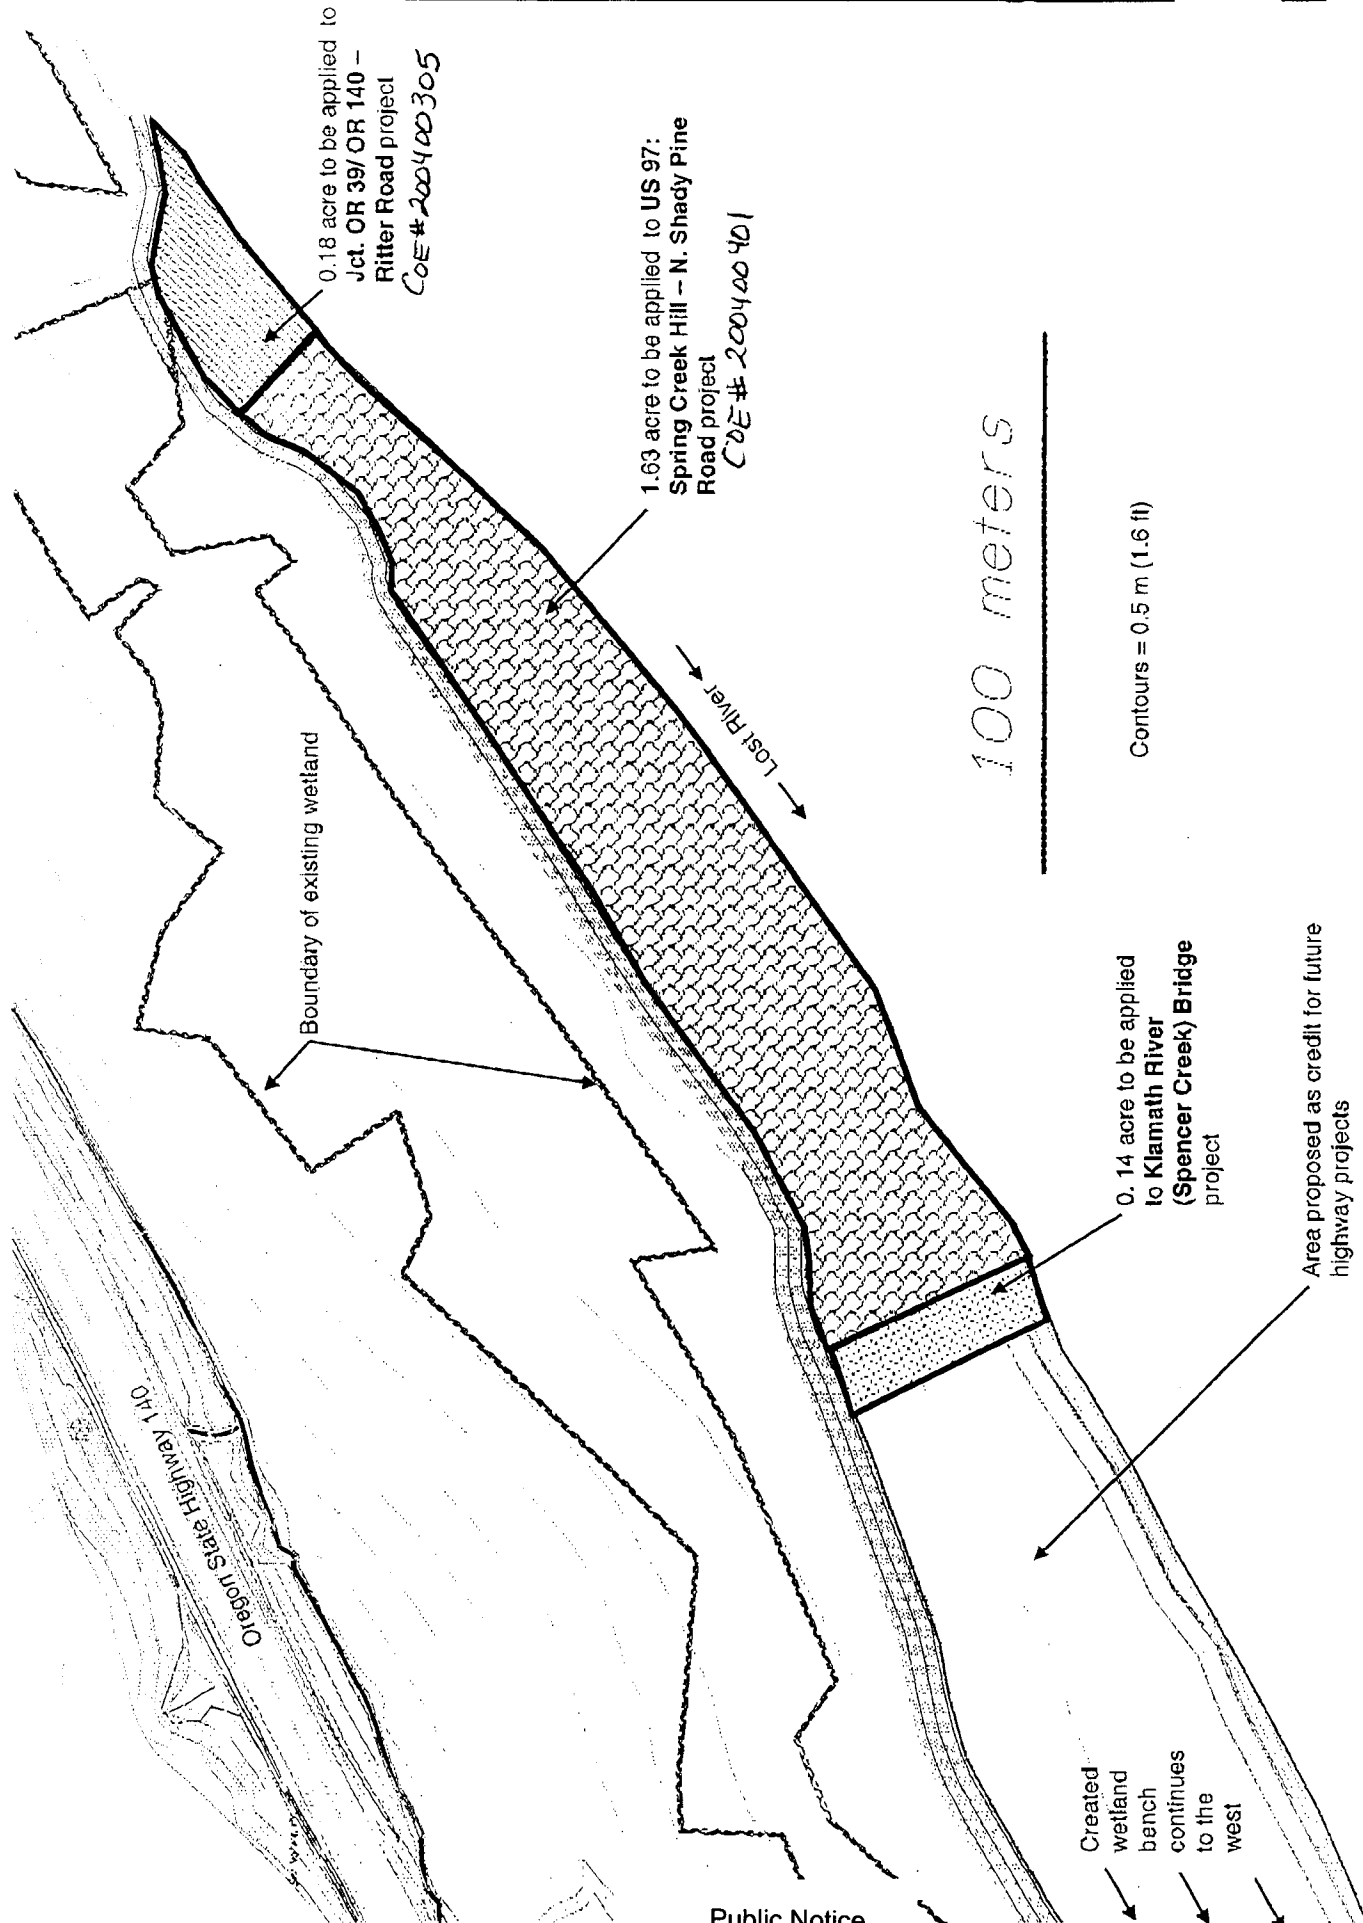 0.18 acre to be applied to
Jct. OR 39/ OR 140 –
Ritter Road project
COE# 200400305
1.63 acre to be applied to US 97:
Spring Creek Hill – N. Shady Pine
Road project
COE# 200400401
Boundary of existing wetland
Lost River
100 meters
Contours = 0.5 m (1.6 ft)
Oregon State Highway 140
0.14 acre to be applied
to Klamath River
(Spencer Creek) Bridge
project
Area proposed as credit for future
highway projects
Created
wetland
bench
continues
to the
west
Public Notice